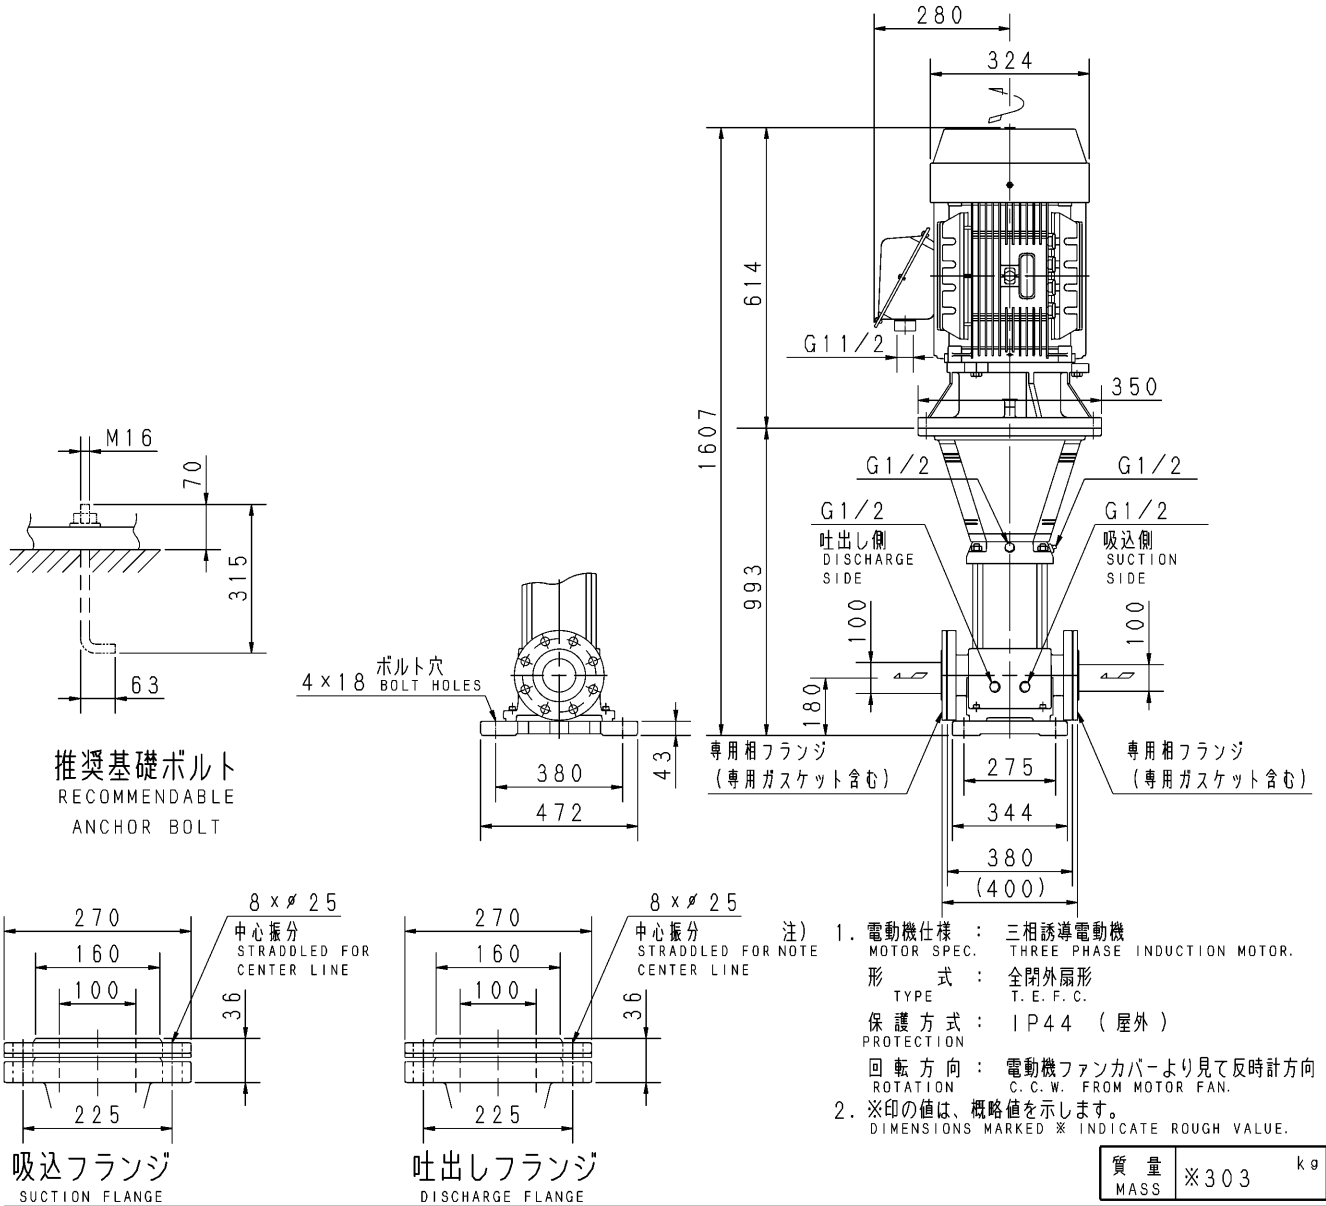 280
324
614
1607
G11/2
350
993
G1/2
G1/2
G1/2
吐出し側
DISCHARGE
SIDE
G1/2
吸込側
SUCTION
SIDE
100
100
180
専用相フランジ
(専用ガスケット含む)
専用相フランジ
(専用ガスケット含む)
275
344
380
(400)
M16
70
315
63
推奨基礎ボルト
RECOMMENDABLE
ANCHOR BOLT
ボルト穴
4×18 BOLT HOLES
43
380
472
270
160
100
36
8×ø25
中心振分
STRADDLED FOR
CENTER LINE
225
吸込フランジ
SUCTION FLANGE
270
160
100
36
8×ø25
中心振分
STRADDLED FOR
CENTER LINE
225
吐出しフランジ
DISCHARGE FLANGE
注) 1. 電動機仕様 : 三相誘導電動機
NOTE MOTOR SPEC. THREE PHASE INDUCTION MOTOR.
形 式 : 全閉外扇形
TYPE T.E.F.C.
保護方式 : IP44 (屋外)
PROTECTION
回転方向 : 電動機ファンカバーより見て反時計方向
ROTATION C.C.W. FROM MOTOR FAN.
2. ※印の値は、概略値を示します。
DIMENSIONS MARKED ※ INDICATE ROUGH VALUE.
質量 ※303 kg
MASS